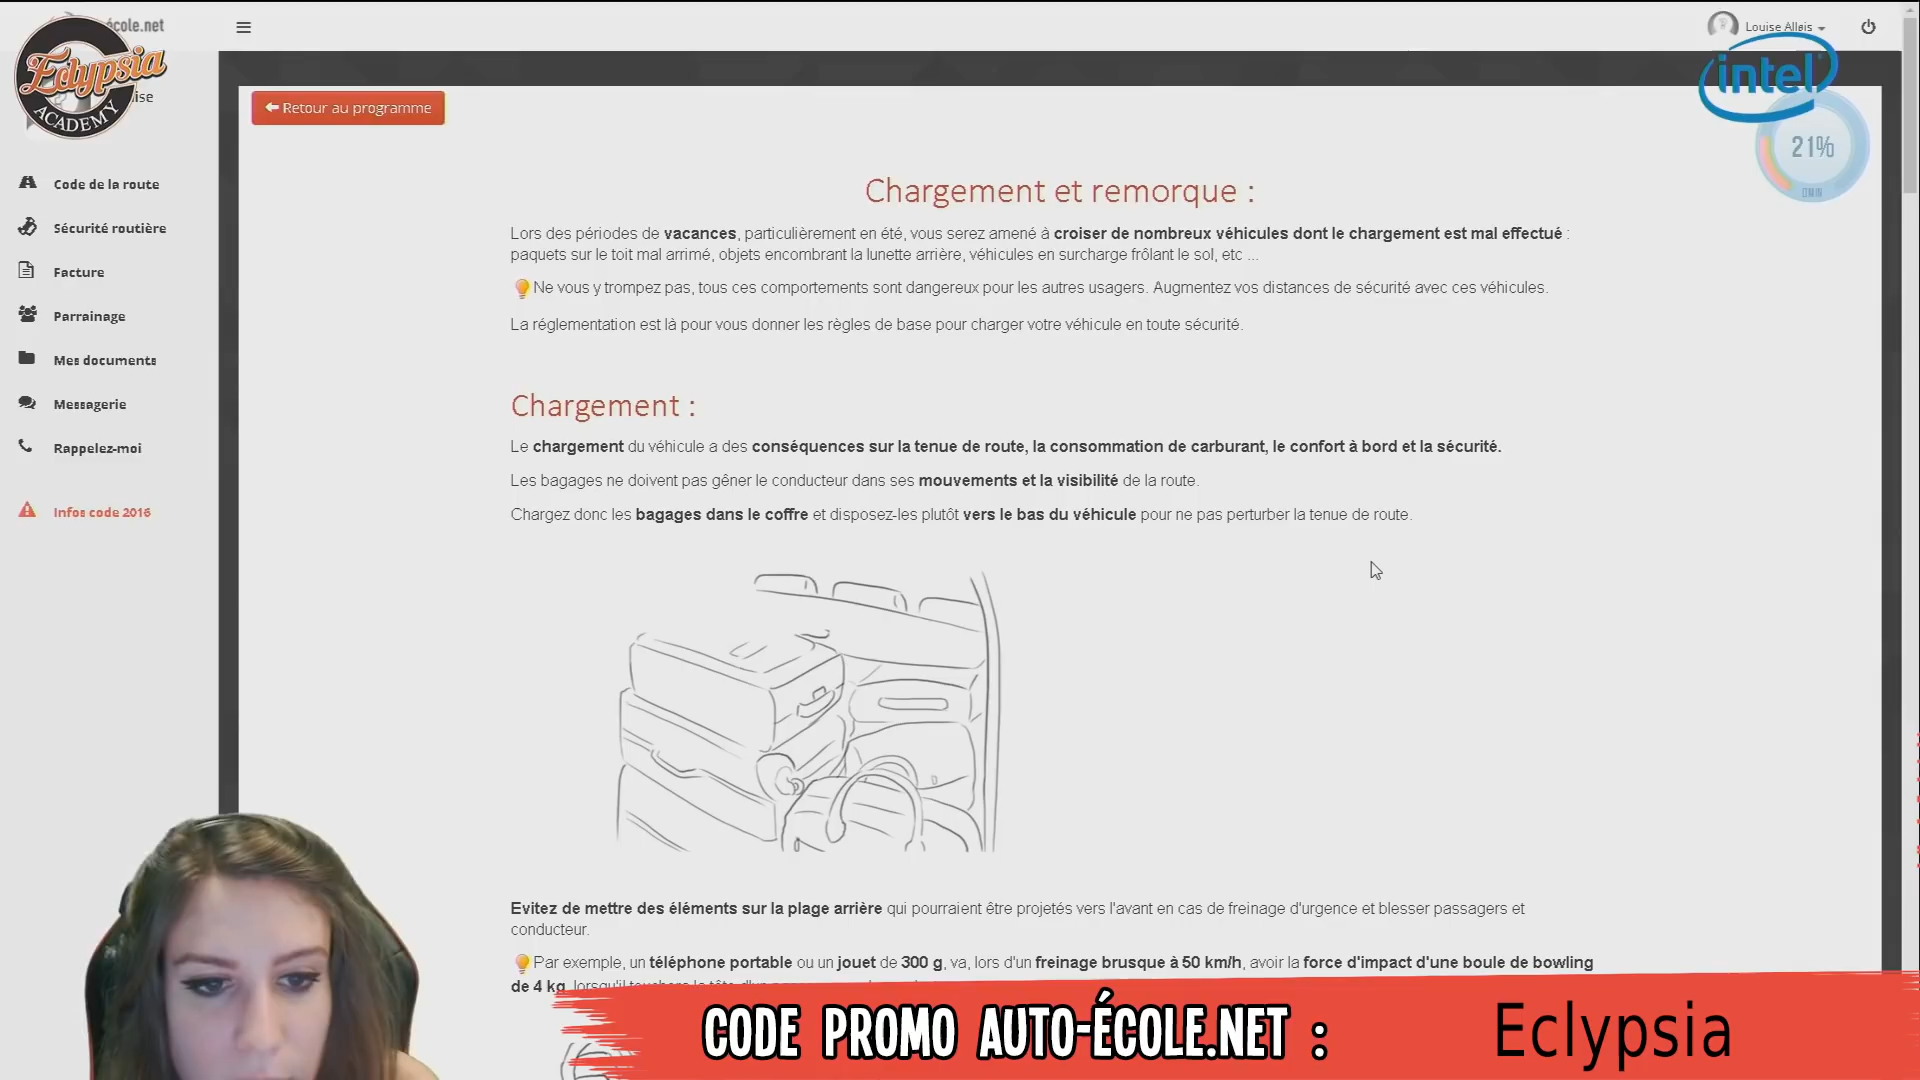 école.net
Eclypsia
ACADEMY
ise
Louise Allais
intel
21%
Retour au programme
Code de la route
Sécurité routière
Facture
Parrainage
Mes documents
Messagerie
Rappelez-moi
Infos code 2016
Chargement et remorque :
Lors des périodes de vacances, particulièrement en été, vous serez amené à croiser de nombreux véhicules dont le chargement est mal effectué :
paquets sur le toit mal arrimé, objets encombrant la lunette arrière, véhicules en surcharge frôlant le sol, etc ...
Ne vous y trompez pas, tous ces comportements sont dangereux pour les autres usagers. Augmentez vos distances de sécurité avec ces véhicules.
La réglementation est là pour vous donner les règles de base pour charger votre véhicule en toute sécurité.
Chargement :
Le chargement du véhicule a des conséquences sur la tenue de route, la consommation de carburant, le confort à bord et la sécurité.
Les bagages ne doivent pas gêner le conducteur dans ses mouvements et la visibilité de la route.
Chargez donc les bagages dans le coffre et disposez-les plutôt vers le bas du véhicule pour ne pas perturber la tenue de route.
Evitez de mettre des éléments sur la plage arrière qui pourraient être projetés vers l'avant en cas de freinage d'urgence et blesser passagers et
conducteur.
Par exemple, un téléphone portable ou un jouet de 300 g, va, lors d'un freinage brusque à 50 km/h, avoir la force d'impact d'une boule de bowling
de 4 kg, lorsqu'il
CODE PROMO AUTO-ÉCOLE.NET :
Eclypsia